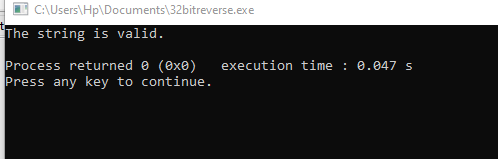 C:\Users\Hp\Documents\32bitreverse.exe
The string is valid.
Process returned 0 (0x0)   execution time : 0.047 s
Press any key to continue.